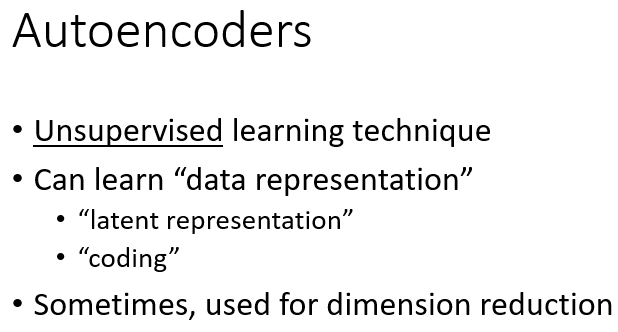 Autoencoders
• Unsupervised learning technique
• Can learn “data representation”
• “latent representation”
• “coding”
• Sometimes, used for dimension reduction